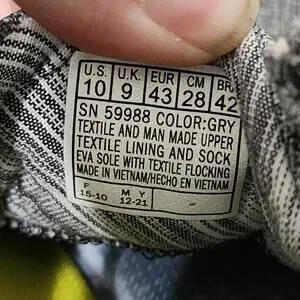 U.S. U.K. EUR CM BR
10 9 43 28 42
SN 59988 COLOR:GRY
TEXTILE AND MAN MADE UPPER
TEXTILE LINING AND SOCK
EVA SOLE WITH TEXTILE FLOCKING
MADE IN VIETNAM/HECHO EN VIETNAM
F M Y
15-10 12-21